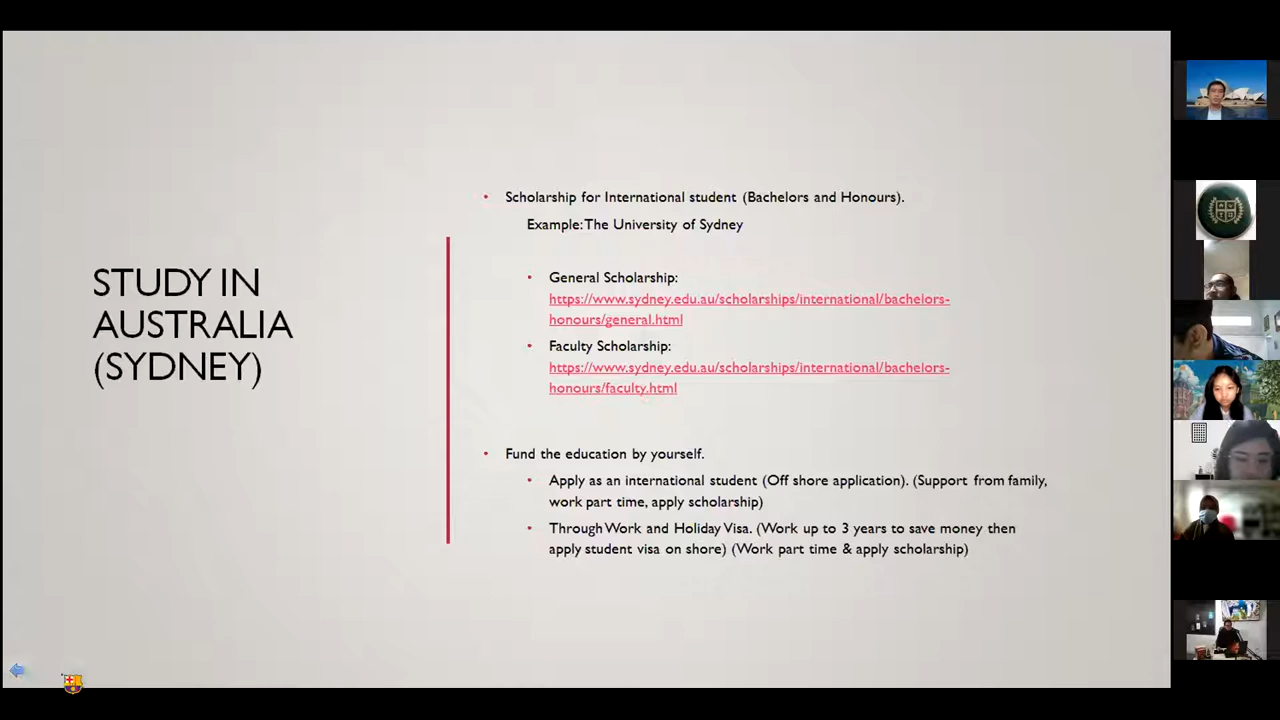 STUDY IN
AUSTRALIA
(SYDNEY)
• Scholarship for International student (Bachelors and Honours).
Example: The University of Sydney
• General Scholarship:
https://www.sydney.edu.au/scholarships/international/bachelors-
honours/general.html
• Faculty Scholarship:
https://www.sydney.edu.au/scholarships/international/bachelors-
honours/faculty.html
• Fund the education by yourself.
• Apply as an international student (Off shore application). (Support from family,
work part time, apply scholarship)
• Through Work and Holiday Visa. (Work up to 3 years to save money then
apply student visa on shore) (Work part time & apply scholarship)